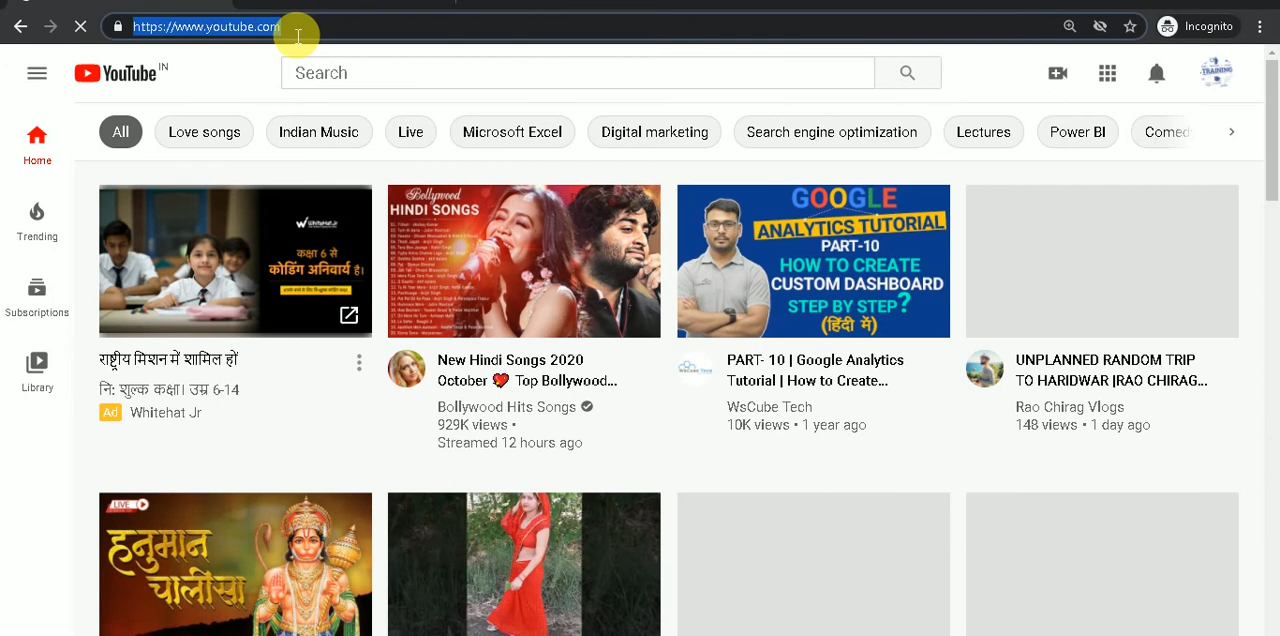 https://www.youtube.com
Incognito
YouTube IN
Search
All
Love songs
Indian Music
Live
Microsoft Excel
Digital marketing
Search engine optimization
Lectures
Power BI
Comed
Home
Trending
Subscriptions
Library
WhiteHat Jr
कक्षा 6 से
कोडिंग अनिवार्य है।
राष्ट्रीय मिशन में शामिल हों
नि: शुल्क कक्षा। उम्र 6-14
Ad Whitehat Jr
Bollywood
HINDI SONGS
New Hindi Songs 2020
October ❤️ Top Bollywood...
Bollywood Hits Songs
929K views •
Streamed 12 hours ago
GOOGLE
ANALYTICS TUTORIAL
PART-10
HOW TO CREATE
CUSTOM DASHBOARD
STEP BY STEP?
(हिंदी में)
PART- 10 | Google Analytics
Tutorial | How to Create...
WsCube Tech
10K views • 1 year ago
UNPLANNED RANDOM TRIP
TO HARIDWAR |RAO CHIRAG...
Rao Chirag Vlogs
148 views • 1 day ago
LIVE
हनुमान
चालीसा
TRAINING